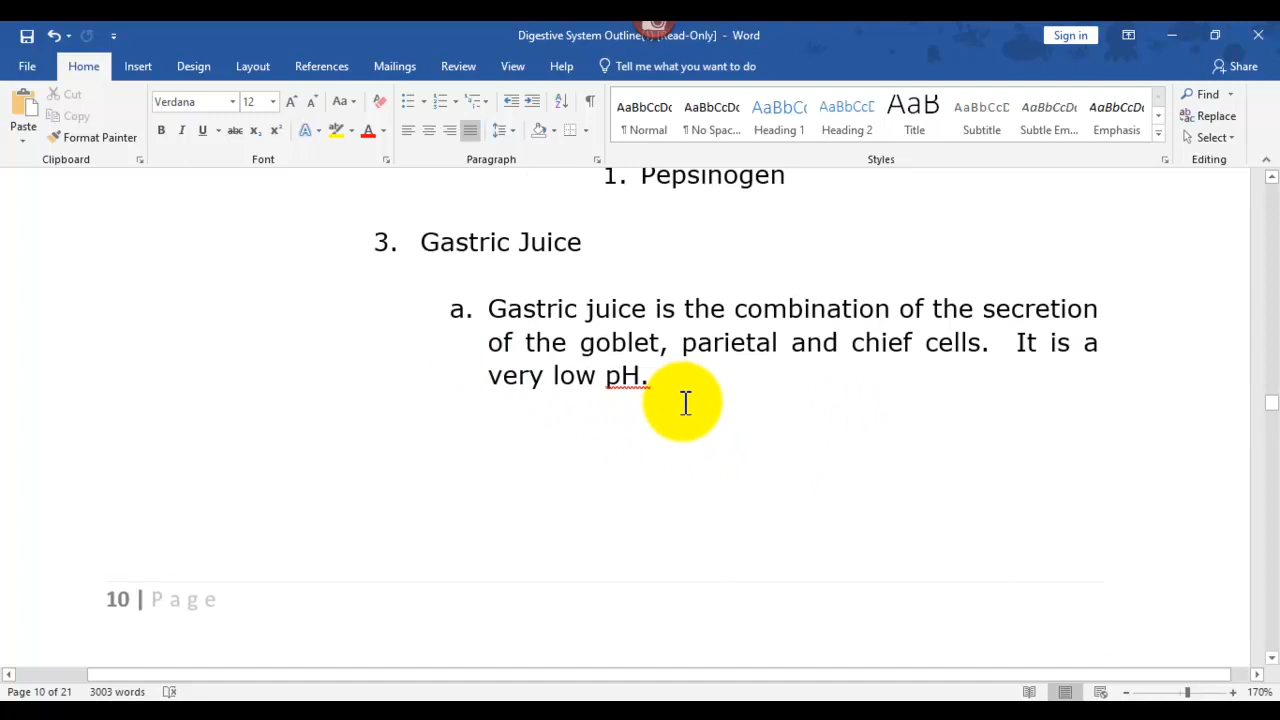 Digestive System Outline(1) [Read-Only] - Word
Sign in
File Home Insert Design Layout References Mailings Review View Help Tell me what you want to do Share
Paste
Cut
Copy
Format Painter
Clipboard
Verdana 12
Font
Paragraph
AaBbCcDc AaBbCcDc AaBbCc AaBbCcD AaB AaBbCcD AaBbCcDc AaBbCcDc
¶ Normal ¶ No Spac... Heading 1 Heading 2 Title Subtitle Subtle Em... Emphasis
Styles
Find
Replace
Select
Editing
1. Pepsinogen
3. Gastric Juice
a. Gastric juice is the combination of the secretion
of the goblet, parietal and chief cells. It is a
very low pH.
10 | Page
Page 10 of 21 3003 words
170%